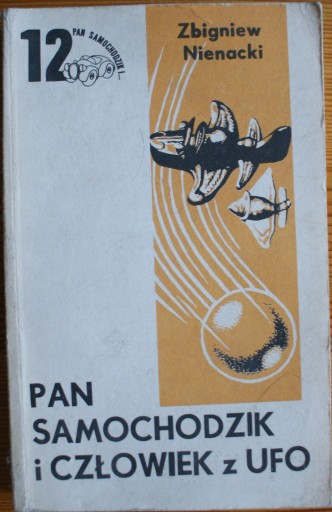 12
PAN SAMOCHODZIK I...
Zbigniew
Nienacki
PAN
SAMOCHODZIK
i CZŁOWIEK z UFO